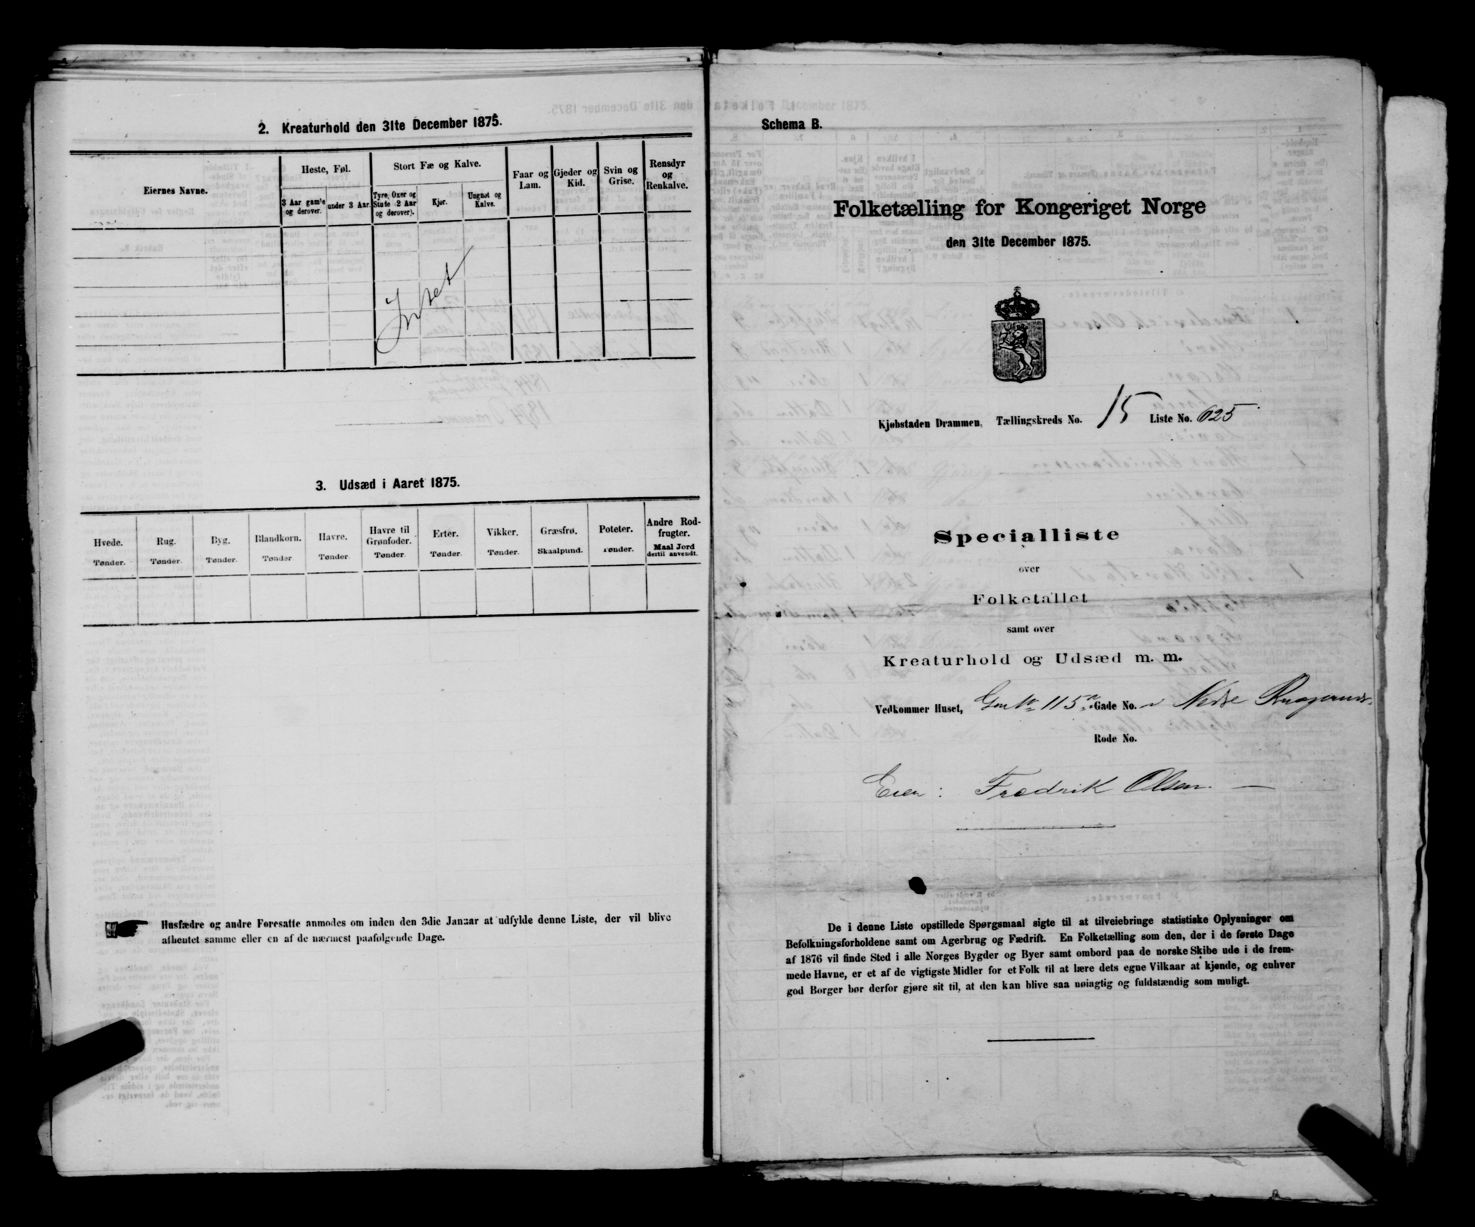 2. Kreaturhold den 31te December 1875.
Eiernes Navne.
Heste, Føl.
Stort Fæ og Kalve.
Faar og Lam.
Gjeder og Kid.
Svin og Grise.
Rensdyr og Renkalve.
3 Aar gam'e og derover.
under 3 Aar.
Tyre, Oxer og Stude (2 Aar og derover).
Kjør.
Ungnøt og Kalve.
Intet
3. Udsæd i Aaret 1875.
Hvede. Rug. Byg. Blandkorn. Havre. Havre til Grønfoder. Erter. Vikker. Græsfrø. Poteter. Andre Rodfrugter.
Tønder. Tønder. Tønder. Tønder Tønder Tønder Tønder. Tønder. Skaalpund. Tønder. Maal Jord dertil anvendt.
Husfædre og andre Foresatte anmodes om inden den 3die Januar at udfylde denne Liste, der vil blive
afhentet samme eller en af de nærmest paafølgende Dage.
Schema B.
Folketælling for Kongeriget Norge
den 31te December 1875.
Kjøbstaden Drammen, Tællingskreds No. 15 Liste No. 625
Specialliste
over
Folketallet
samt over
Kreaturhold og Udsæd m. m.
Vedkommer Huset, Gm No 115a Gade No. Nedre
Rode No.
Eier: Fredrik Olsen
De i denne Liste opstillede Spørgsmaal sigte til at tilveiebringe statistiske Oplysninger om
Befolkningsforholdene samt om Agerbrug og Fædrift. En Folketælling som den, der i de første Dage
af 1876 vil finde Sted i alle Norges Bygder og Byer samt ombord paa de norske Skibe ude i de frem-
mede Havne, er et af de vigtigste Midler for et Folk til at lære dets egne Vilkaar at kjende, og enhver
god Borger bør derfor gjøre sit til, at den kan blive saa nøiagtig og fuldstændig som muligt.